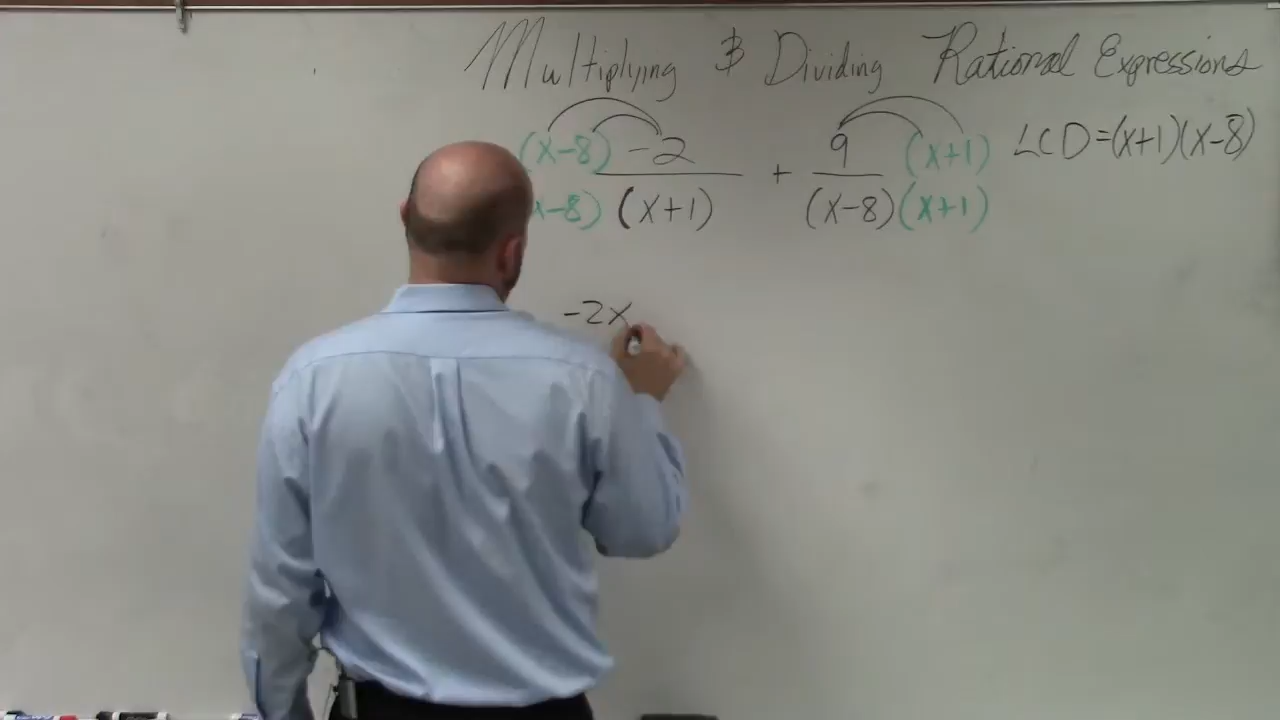 Multiplying & Dividing Rational Expressions
(x-8) -2 + 9 (x+1) LCD=(x+1)(x-8)
x-8) (x+1) (x-8)(x+1)
-2x